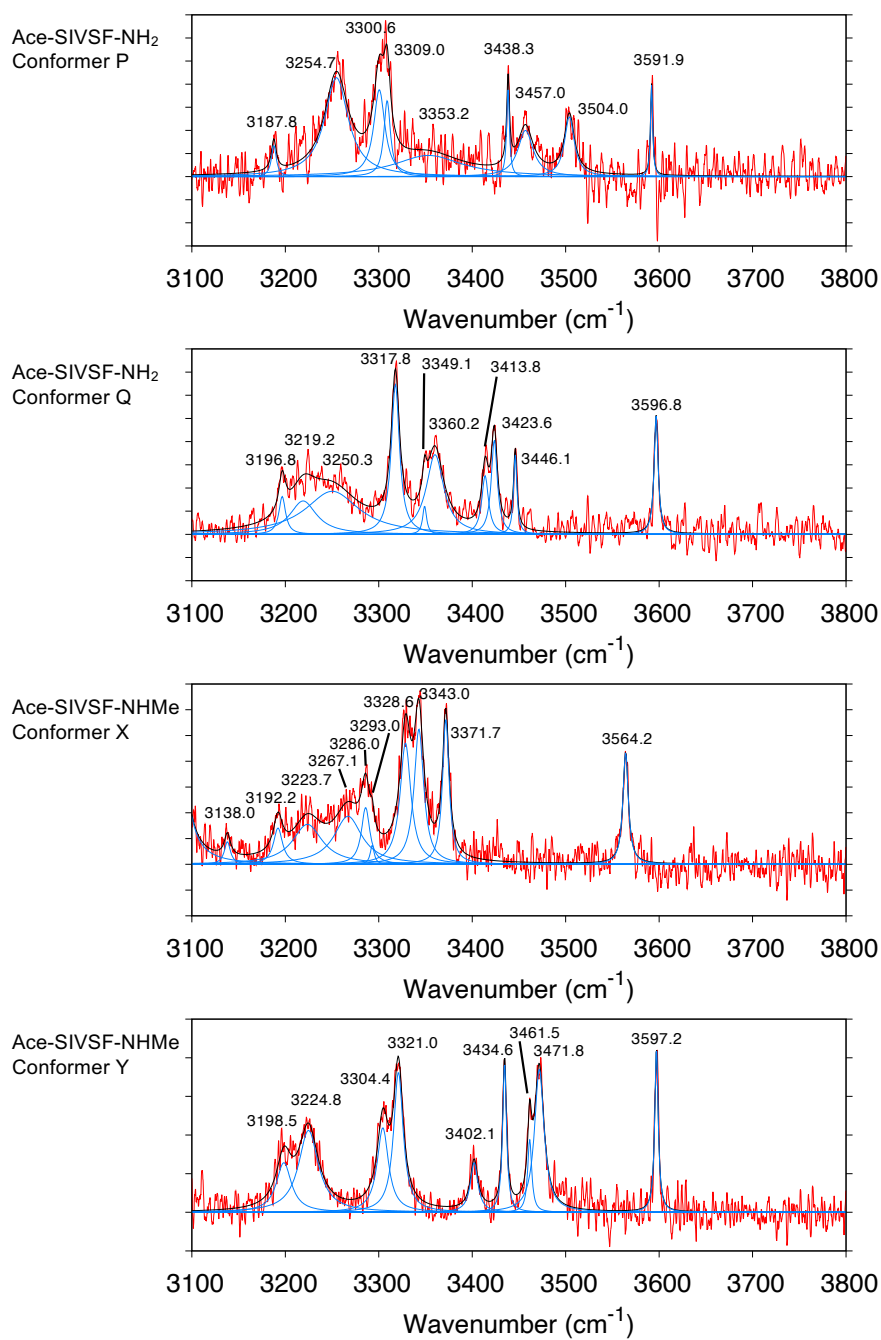 Ace-SIVSF-NH2
Conformer P
3187.8
3254.7
3300.6
3309.0
3353.2
3438.3
3457.0
3504.0
3591.9
3100 3200 3300 3400 3500 3600 3700 3800
Wavenumber (cm-1)
Ace-SIVSF-NH2
Conformer Q
3196.8
3219.2
3250.3
3317.8
3349.1
3360.2
3413.8
3423.6
3446.1
3596.8
3100 3200 3300 3400 3500 3600 3700 3800
Wavenumber (cm-1)
Ace-SIVSF-NHMe
Conformer X
3138.0
3192.2
3223.7
3267.1
3286.0
3293.0
3328.6
3343.0
3371.7
3564.2
3100 3200 3300 3400 3500 3600 3700 3800
Wavenumber (cm-1)
Ace-SIVSF-NHMe
Conformer Y
3198.5
3224.8
3304.4
3321.0
3402.1
3434.6
3461.5
3471.8
3597.2
3100 3200 3300 3400 3500 3600 3700 3800
Wavenumber (cm-1)